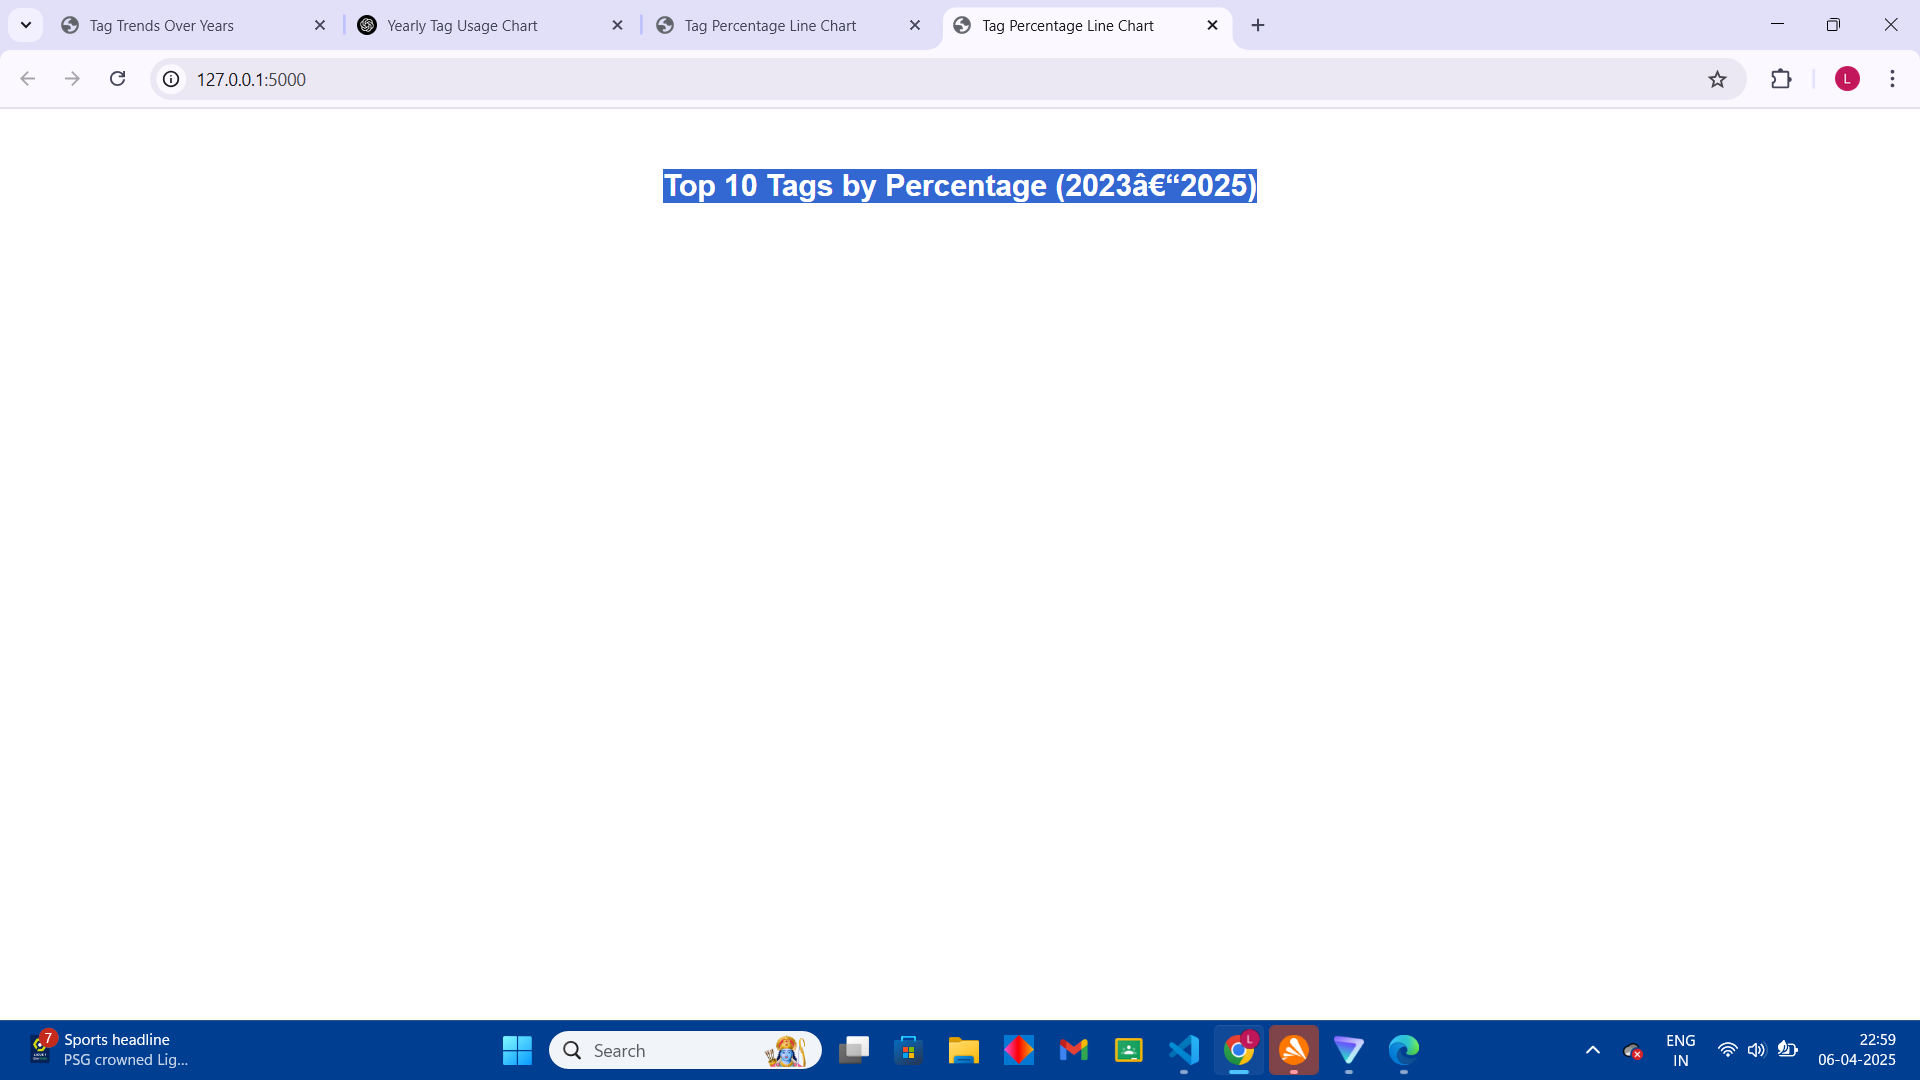 Tag Trends Over Years
Yearly Tag Usage Chart
Tag Percentage Line Chart
Tag Percentage Line Chart
127.0.0.1:5000
L
Top 10 Tags by Percentage (2023â€“2025)
7
Sports headline
PSG crowned Lig...
Search
L
ENG
IN
22:59
06-04-2025